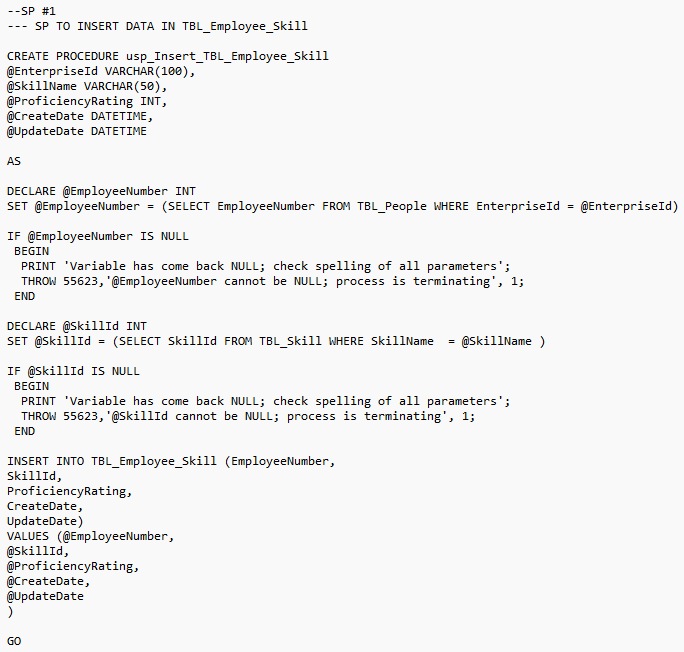 --SP #1
--- SP TO INSERT DATA IN TBL_Employee_Skill
CREATE PROCEDURE usp_Insert_TBL_Employee_Skill
@EnterpriseId VARCHAR(100),
@SkillName VARCHAR(50),
@ProficiencyRating INT,
@CreateDate DATETIME,
@UpdateDate DATETIME
AS
DECLARE @EmployeeNumber INT
SET @EmployeeNumber = (SELECT EmployeeNumber FROM TBL_People WHERE EnterpriseId = @EnterpriseId)
IF @EmployeeNumber IS NULL
BEGIN
PRINT 'Variable has come back NULL; check spelling of all parameters';
THROW 55623,'@EmployeeNumber cannot be NULL; process is terminating', 1;
END
DECLARE @SkillId INT
SET @SkillId = (SELECT SkillId FROM TBL_Skill WHERE SkillName  = @SkillName )
IF @SkillId IS NULL
BEGIN
PRINT 'Variable has come back NULL; check spelling of all parameters';
THROW 55623,'@SkillId cannot be NULL; process is terminating', 1;
END
INSERT INTO TBL_Employee_Skill (EmployeeNumber,
SkillId,
ProficiencyRating,
CreateDate,
UpdateDate)
VALUES (@EmployeeNumber,
@SkillId,
@ProficiencyRating,
@CreateDate,
@UpdateDate
)
GO